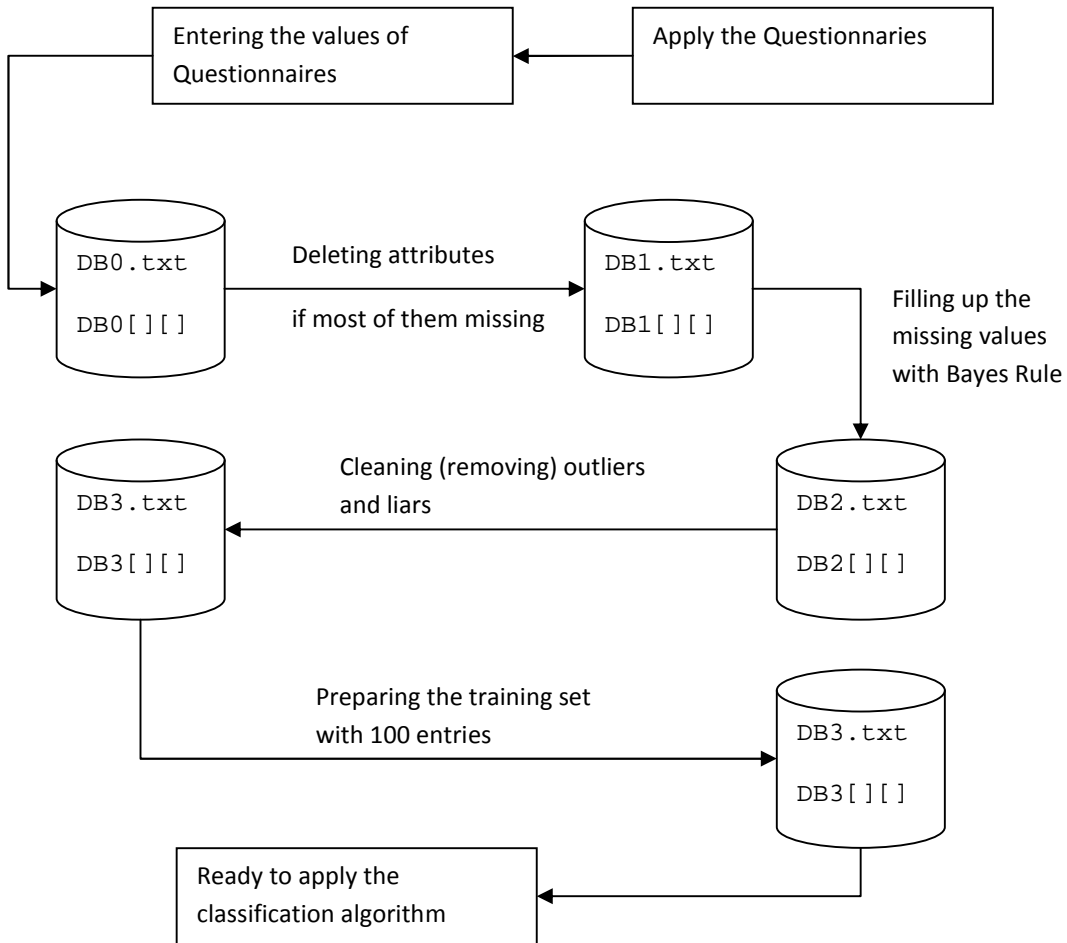 Apply the Questionnaries
Entering the values of
Questionnaires
DB0.txt
DB0[][]
Deleting attributes
if most of them missing
DB1.txt
DB1[][]
Filling up the
missing values
with Bayes Rule
DB2.txt
DB2[][]
Cleaning (removing) outliers
and liars
DB3.txt
DB3[][]
Preparing the training set
with 100 entries
DB3.txt
DB3[][]
Ready to apply the
classification algorithm